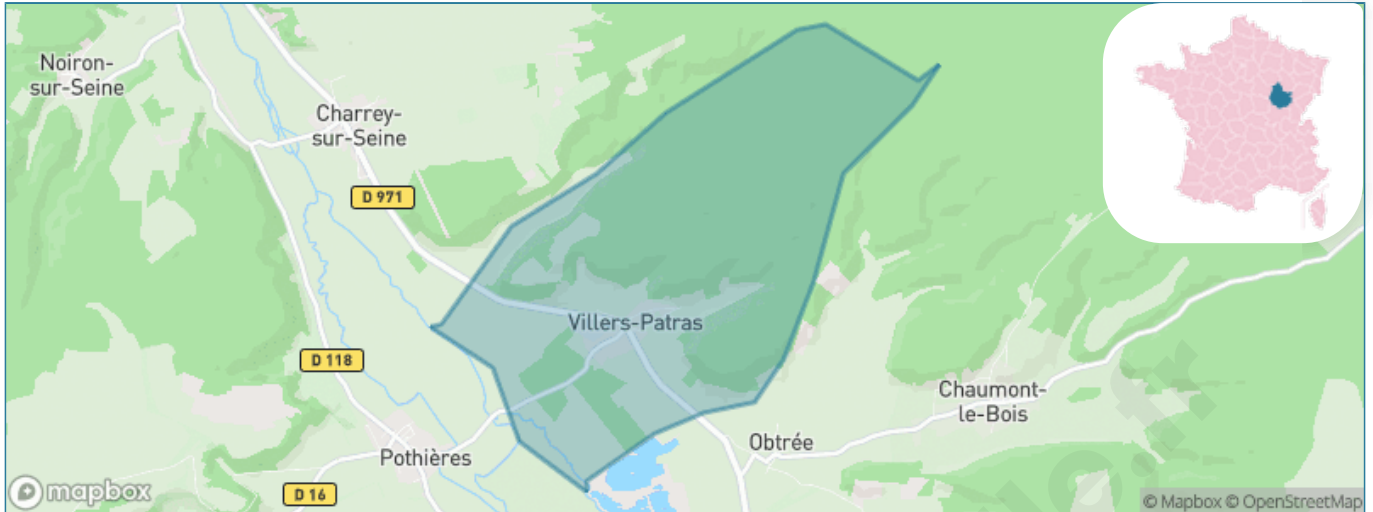 Noiron-
sur-Seine
Charrey-
sur-Seine
D 971
Villers-Patras
D 118
Chaumont-
le-Bois
Obtrée
Pothières
D 16
mapbox
© Mapbox © OpenStreetMap